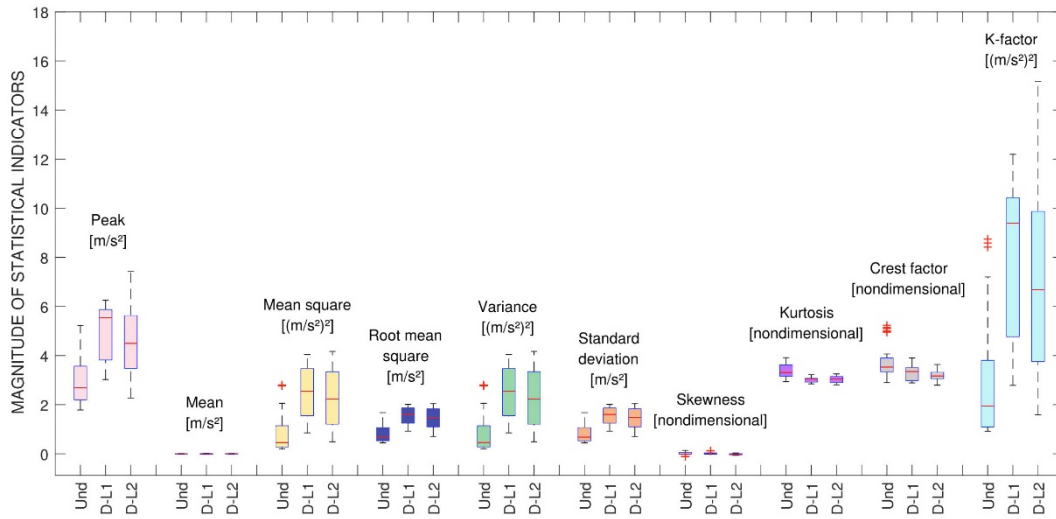 MAGNITUDE OF STATISTICAL INDICATORS
18
16
14
12
10
8
6
4
2
0
Peak
[m/s²]
Mean
[m/s²]
Mean square
[(m/s²)²]
Root mean
square
[m/s²]
Variance
[(m/s²)²]
Standard
deviation
[m/s²]
Skewness
[nondimensional]
Kurtosis
[nondimensional]
Crest factor
[nondimensional]
K-factor
[(m/s²)²]
Und
D-L1
D-L2
Und
D-L1
D-L2
Und
D-L1
D-L2
Und
D-L1
D-L2
Und
D-L1
D-L2
Und
D-L1
D-L2
Und
D-L1
D-L2
Und
D-L1
D-L2
Und
D-L1
D-L2
Und
D-L1
D-L2